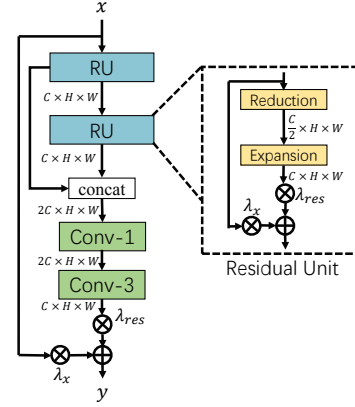 x
RU
C × H × W
RU
C × H × W
concat
2C × H × W
Conv-1
2C × H × W
Conv-3
C × H × W
λres
λx
y
Reduction
C/2 × H × W
Expansion
C × H × W
λres
λx
Residual Unit